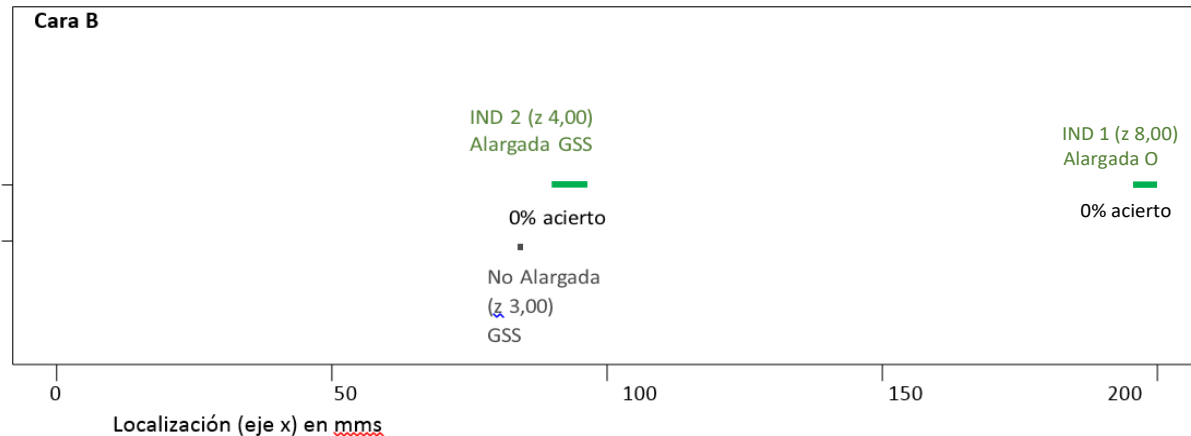 Cara B
IND 2 (z 4,00)
Alargada GSS
IND 1 (z 8,00)
Alargada O
0% acierto
0% acierto
No Alargada
(z 3,00)
GSS
0
50
100
150
200
Localización (eje x) en mms